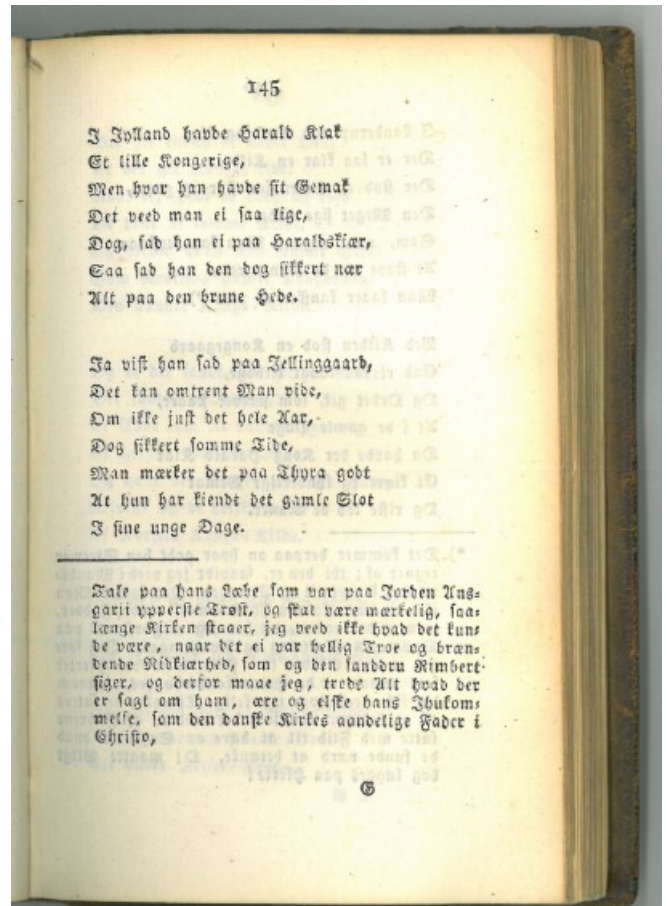 145
I Jylland havde Harald Klak
Et lille Kongerige,
Men hvor han havde sit Gemak
Det veed man ei saa lige,
Dog, sad han ei paa Haraldskiær,
Saa sad han den dog sikkert nær
Alt paa den brune Hede.
Ja vist han sad paa Jellinggaard,
Det kan omtrent Man vide,
Om ikke just det hele Aar,
Dog sikkert somme Tide,
Man mærker det paa Thyra godt
At hun har kiendt det gamle Slot
I sine unge Dage.
Tale paa hans Læbe som var paa Jorden Ans-
garii ypperste Trøst, og skal være mærkelig, saa-
længe Kirken staaer, jeg veed ikke hvad det kun-
de være, naar det ei var hellig Troe og bræn-
dende Nidkiærhed, som og den sanddru Rimbert
siger, og derfor maae jeg, trods Alt hvad der
er sagt om ham, ære og elske hans Ihukom-
melse, som den danske Kirkes aandelige Fader i
Christo,
G